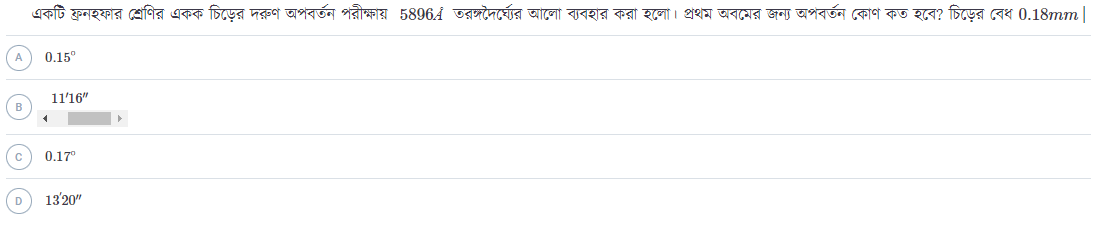 একটি ফ্রনহফার শ্রেণির একক চিড়ের দরুণ অপবর্তন পরীক্ষায় 5896Å তরঙ্গদৈর্ঘ্যের আলো ব্যবহার করা হলো। প্রথম অবমের জন্য অপবর্তন কোণ কত হবে? চিড়ের বেধ 0.18mm|
A 0.15°
B 11'16"
C 0.17°
D 13'20"